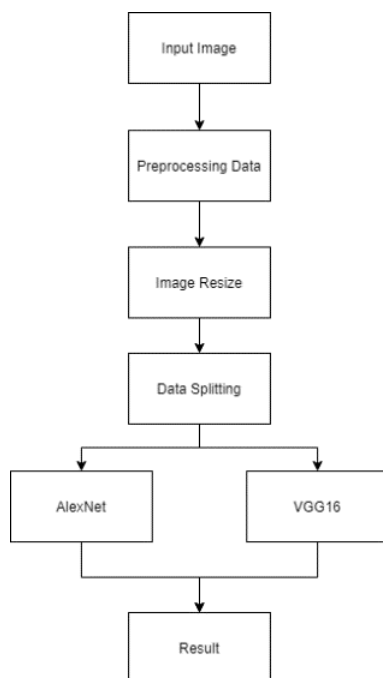 Input Image
Preprocessing Data
Image Resize
Data Splitting
AlexNet
VGG16
Result